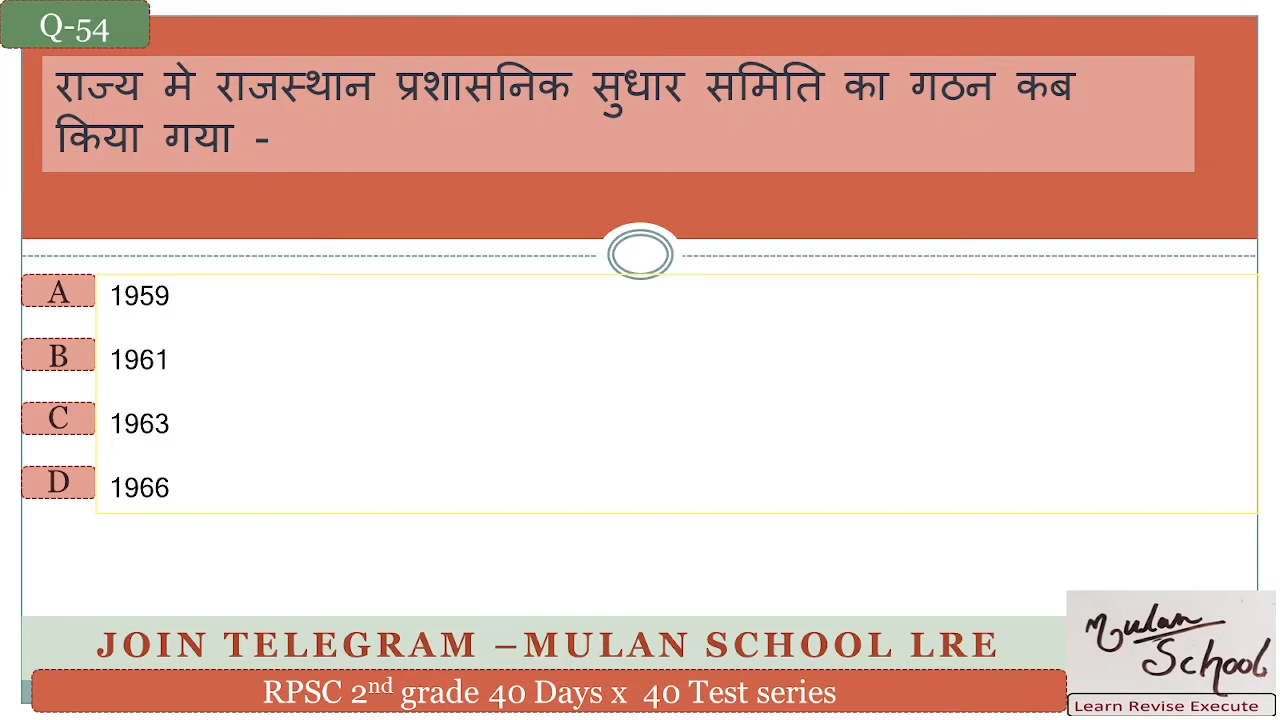 Q-54
राज्य मे राजस्थान प्रशासनिक सुधार समिति का गठन कब
किया गया -
A 1959
B 1961
C 1963
D 1966
JOIN TELEGRAM –MULAN SCHOOL LRE
RPSC 2nd grade 40 Days x 40 Test series
Mulan
School
Learn Revise Execute